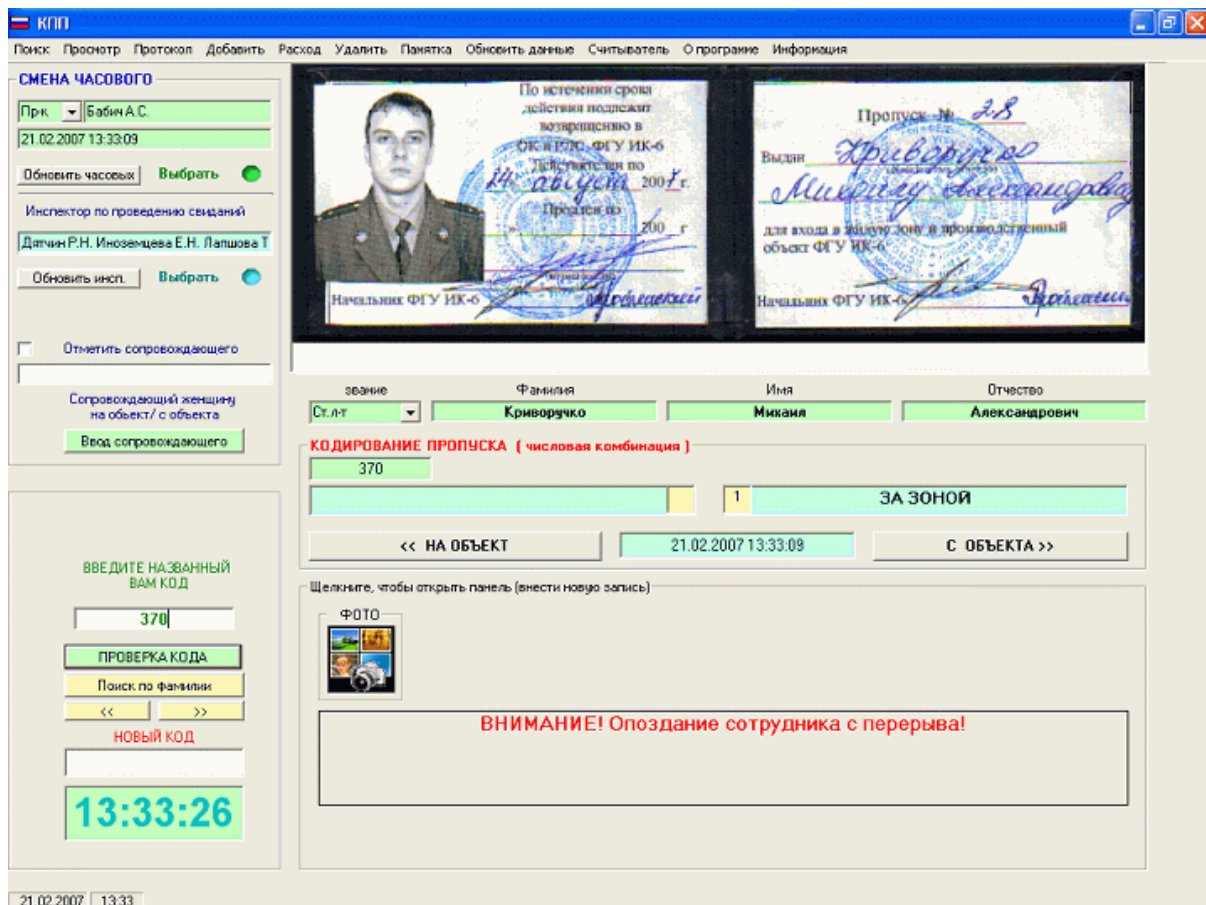 КПП
Поиск Просмотр Протокол Добавить Расход Удалить Памятка Обновить данные Считыватель О програме Информация
СМЕНА ЧАСОВОГО
Пр-к Бабич А.С.
21.02.2007 13:33:09
Обновить часовых Выбрать
Инспектор по проведению свиданий
Дятчин Р.Н. Иноземцева Е.Н. Лапшова Т
Обновить инсп. Выбрать
Отметить сопровождающего
Сопровождающий женщину
на объект/ с объекта
Ввод сопровождающего
По истечении срока
действия подлежит
возвращению в
ОК и РЛС ФГУ ИК-6
Действителен по
24 август 2007 г.
Продлен по
200 г
Начальник ФГУ ИК-6
Пропуск № 28
Выдан Криворучко
Михаилу Александрович
для входа в жилую зону и производственный
объект ФГУ ИК-6
Начальник ФГУ ИК-6
звание Фамилия Имя Отчество
Ст.л-т Криворучко Михаил Александрович
КОДИРОВАНИЕ ПРОПУСКА ( числовая комбинация )
370
1 ЗА ЗОНОЙ
<< НА ОБЪЕКТ 21.02.2007 13:33:09 С ОБЪЕКТА >>
Щелкните, чтобы открыть панель (внести новую запись)
ФОТО
ВНИМАНИЕ! Опоздание сотрудника с перерыва!
ВВЕДИТЕ НАЗВАННЫЙ
ВАМ КОД
370
ПРОВЕРКА КОДА
Поиск по фамилии
<< >>
НОВЫЙ КОД
13:33:26
21.02.2007 13:33